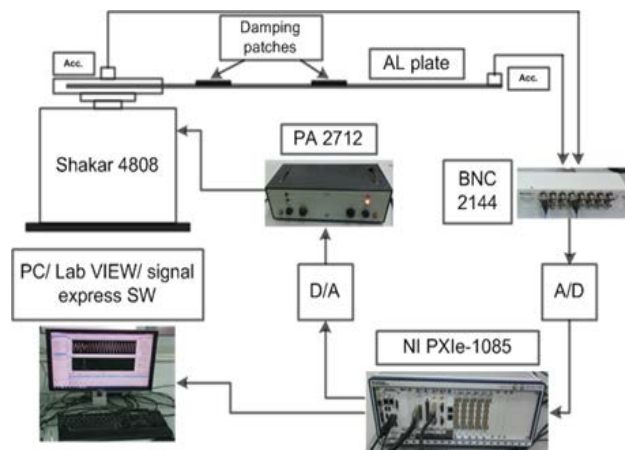 Damping
patches
Acc.
AL plate
Acc.
PA 2712
Shakar 4808
BNC
2144
PC/ Lab VIEW/ signal
express SW
D/A
A/D
NI PXIe-1085